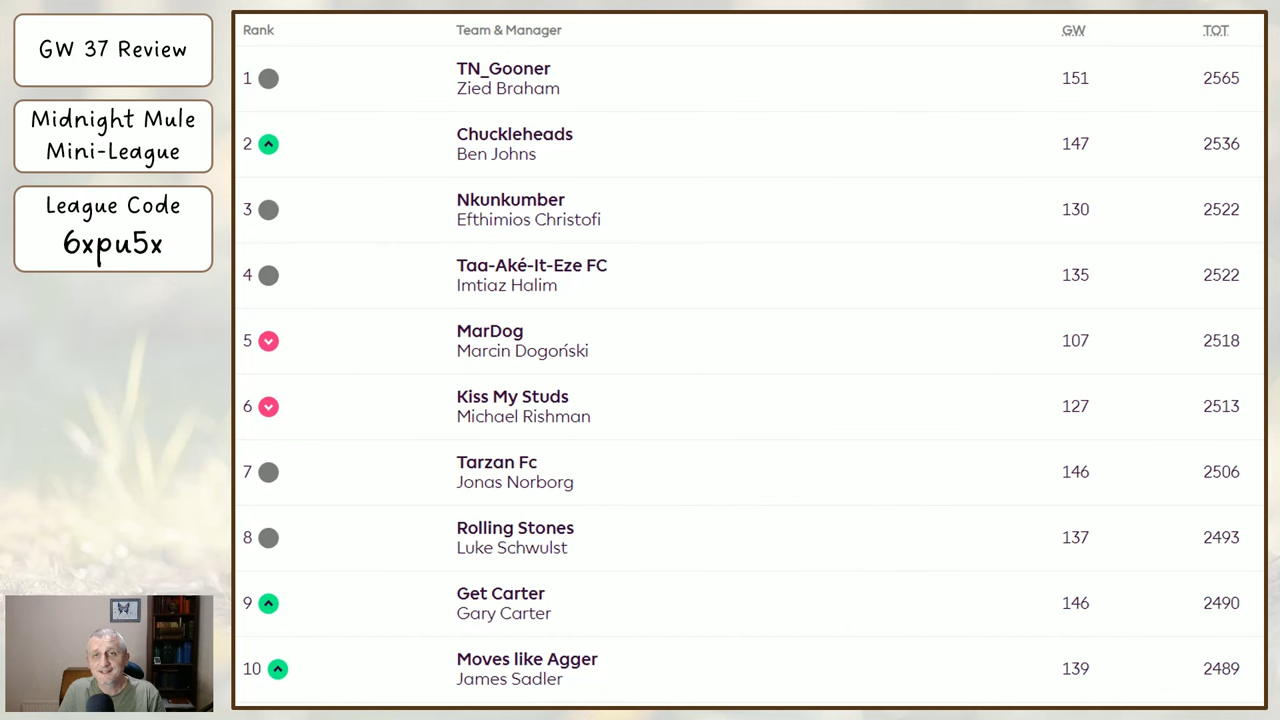 GW 37 Review
Midnight Mule
Mini-League
League Code
6xpu5x
Rank Team & Manager GW TOT
1 TN_Gooner 151 2565
Zied Braham
2 Chuckleheads 147 2536
Ben Johns
3 Nkunkumber 130 2522
Efthimios Christofi
4 Taa-Aké-It-Eze FC 135 2522
Imtiaz Halim
5 MarDog 107 2518
Marcin Dogoński
6 Kiss My Studs 127 2513
Michael Rishman
7 Tarzan Fc 146 2506
Jonas Norborg
8 Rolling Stones 137 2493
Luke Schwulst
9 Get Carter 146 2490
Gary Carter
10 Moves like Agger 139 2489
James Sadler